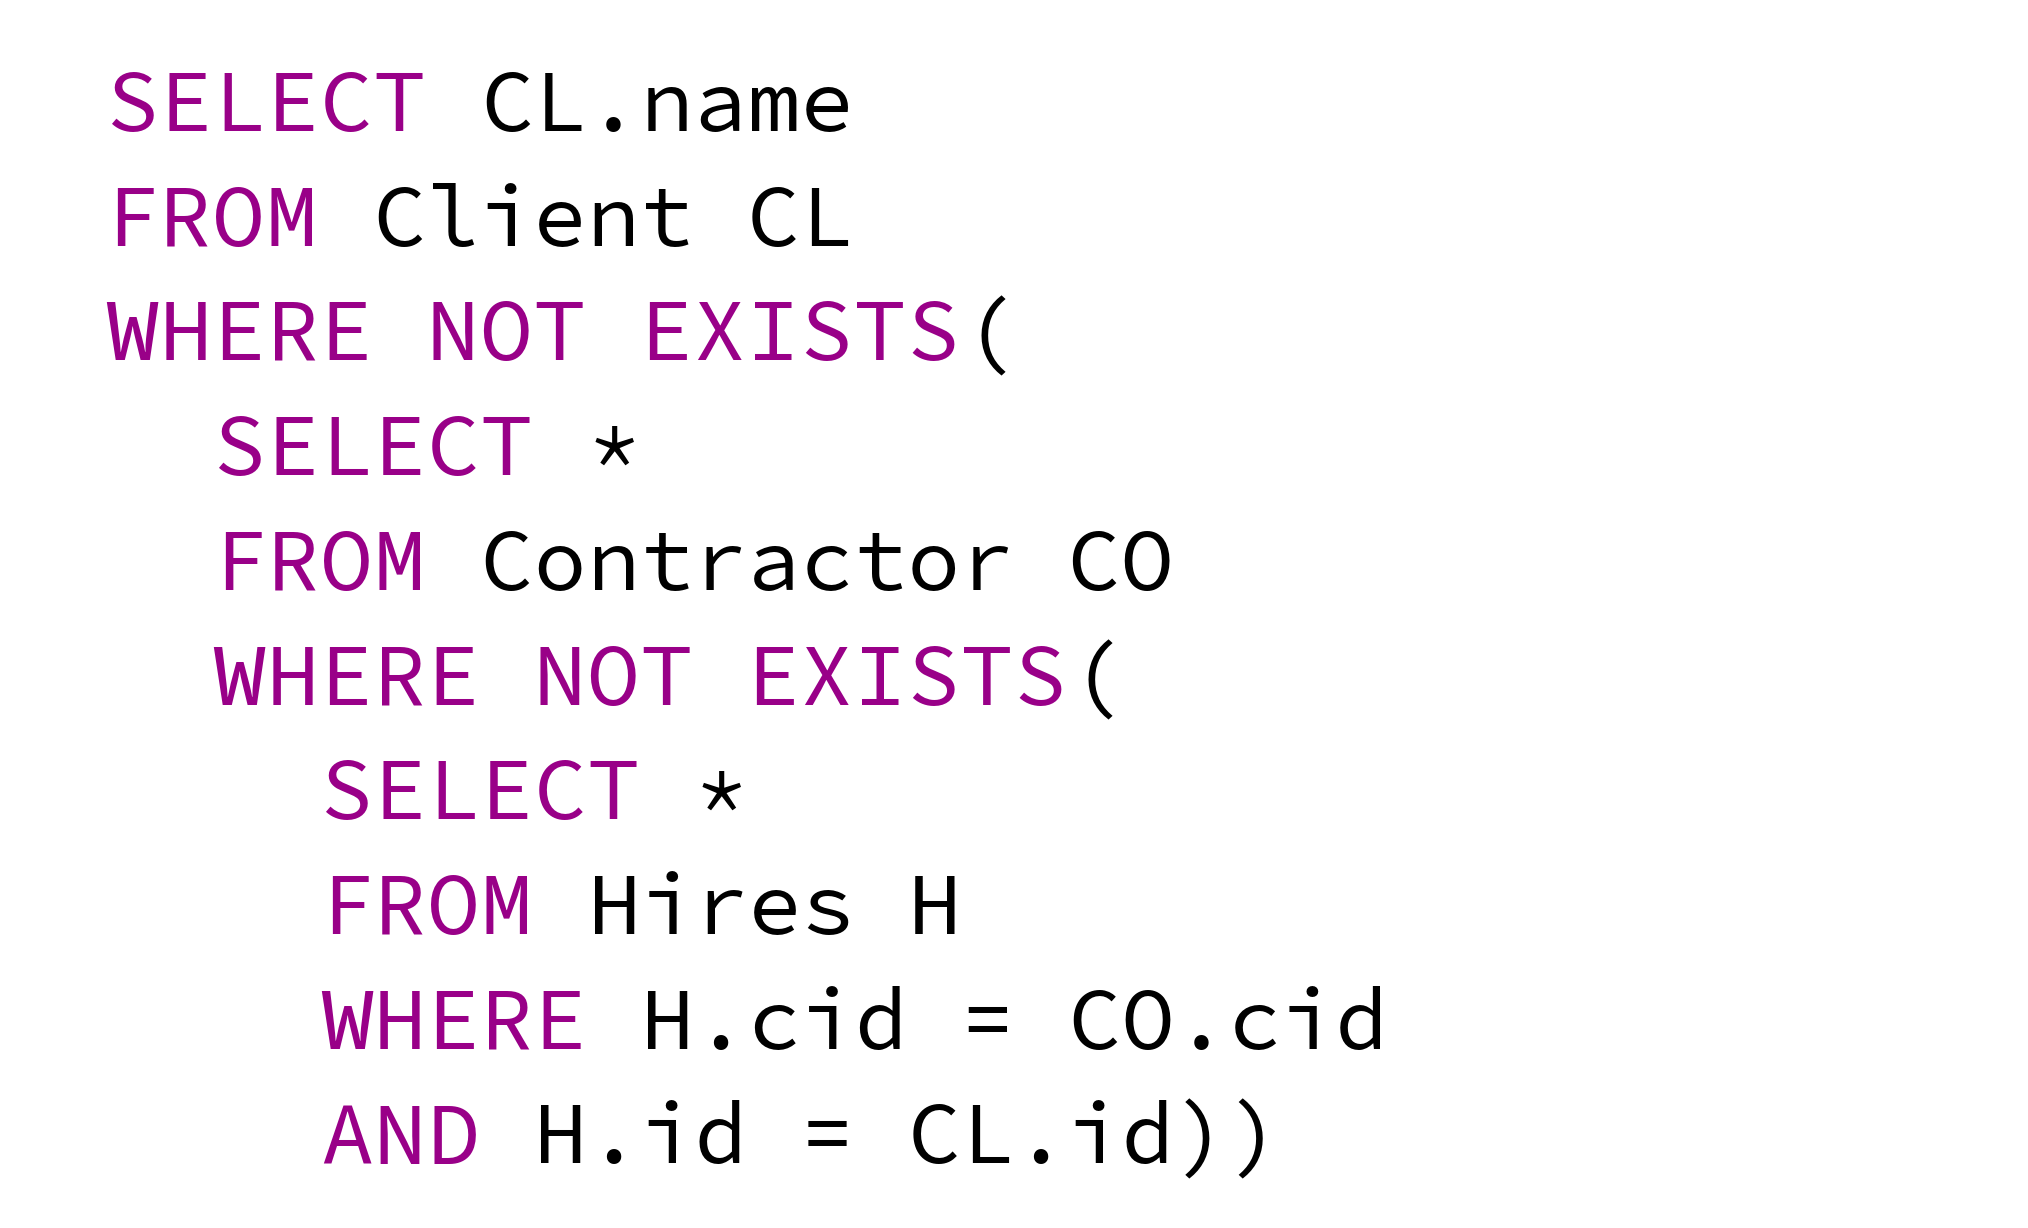 SELECT CL.name
FROM Client CL
WHERE NOT EXISTS(
  SELECT *
  FROM Contractor CO
  WHERE NOT EXISTS(
    SELECT *
    FROM Hires H
    WHERE H.cid = CO.cid
    AND H.id = CL.id))